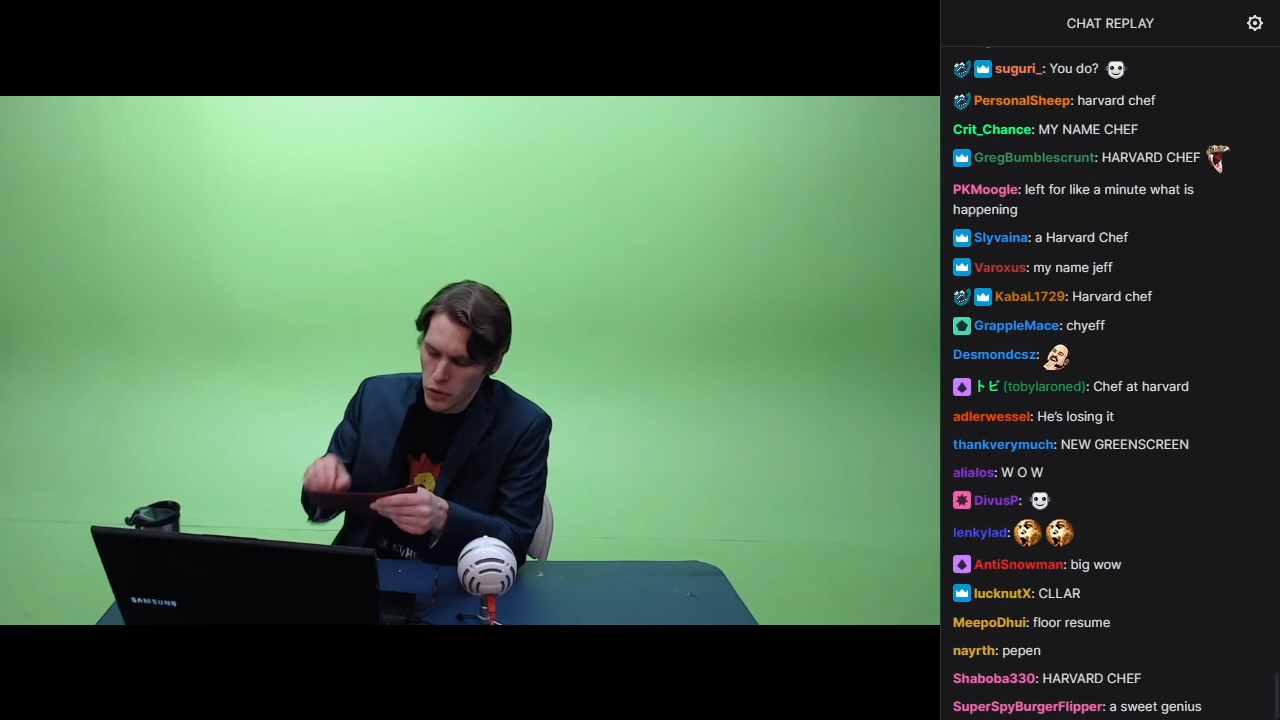 CHAT REPLAY
suguri_: You do?
PersonalSheep: harvard chef
Crit_Chance: MY NAME CHEF
GregBumblescrunt: HARVARD CHEF
PKMoogle: left for like a minute what is
happening
Slyvaina: a Harvard Chef
Varoxus: my name jeff
KabaL1729: Harvard chef
GrappleMace: chyeff
Desmondcsz:
トビ (tobylaroned): Chef at harvard
adlerwessel: He's losing it
thankverymuch: NEW GREENSCREEN
alialos: W O W
DivusP:
lenkylad:
AntiSnowman: big wow
lucknutX: CLLAR
MeepoDhui: floor resume
nayrth: pepen
Shaboba330: HARVARD CHEF
SuperSpyBurgerFlipper: a sweet genius
SAMSUNG